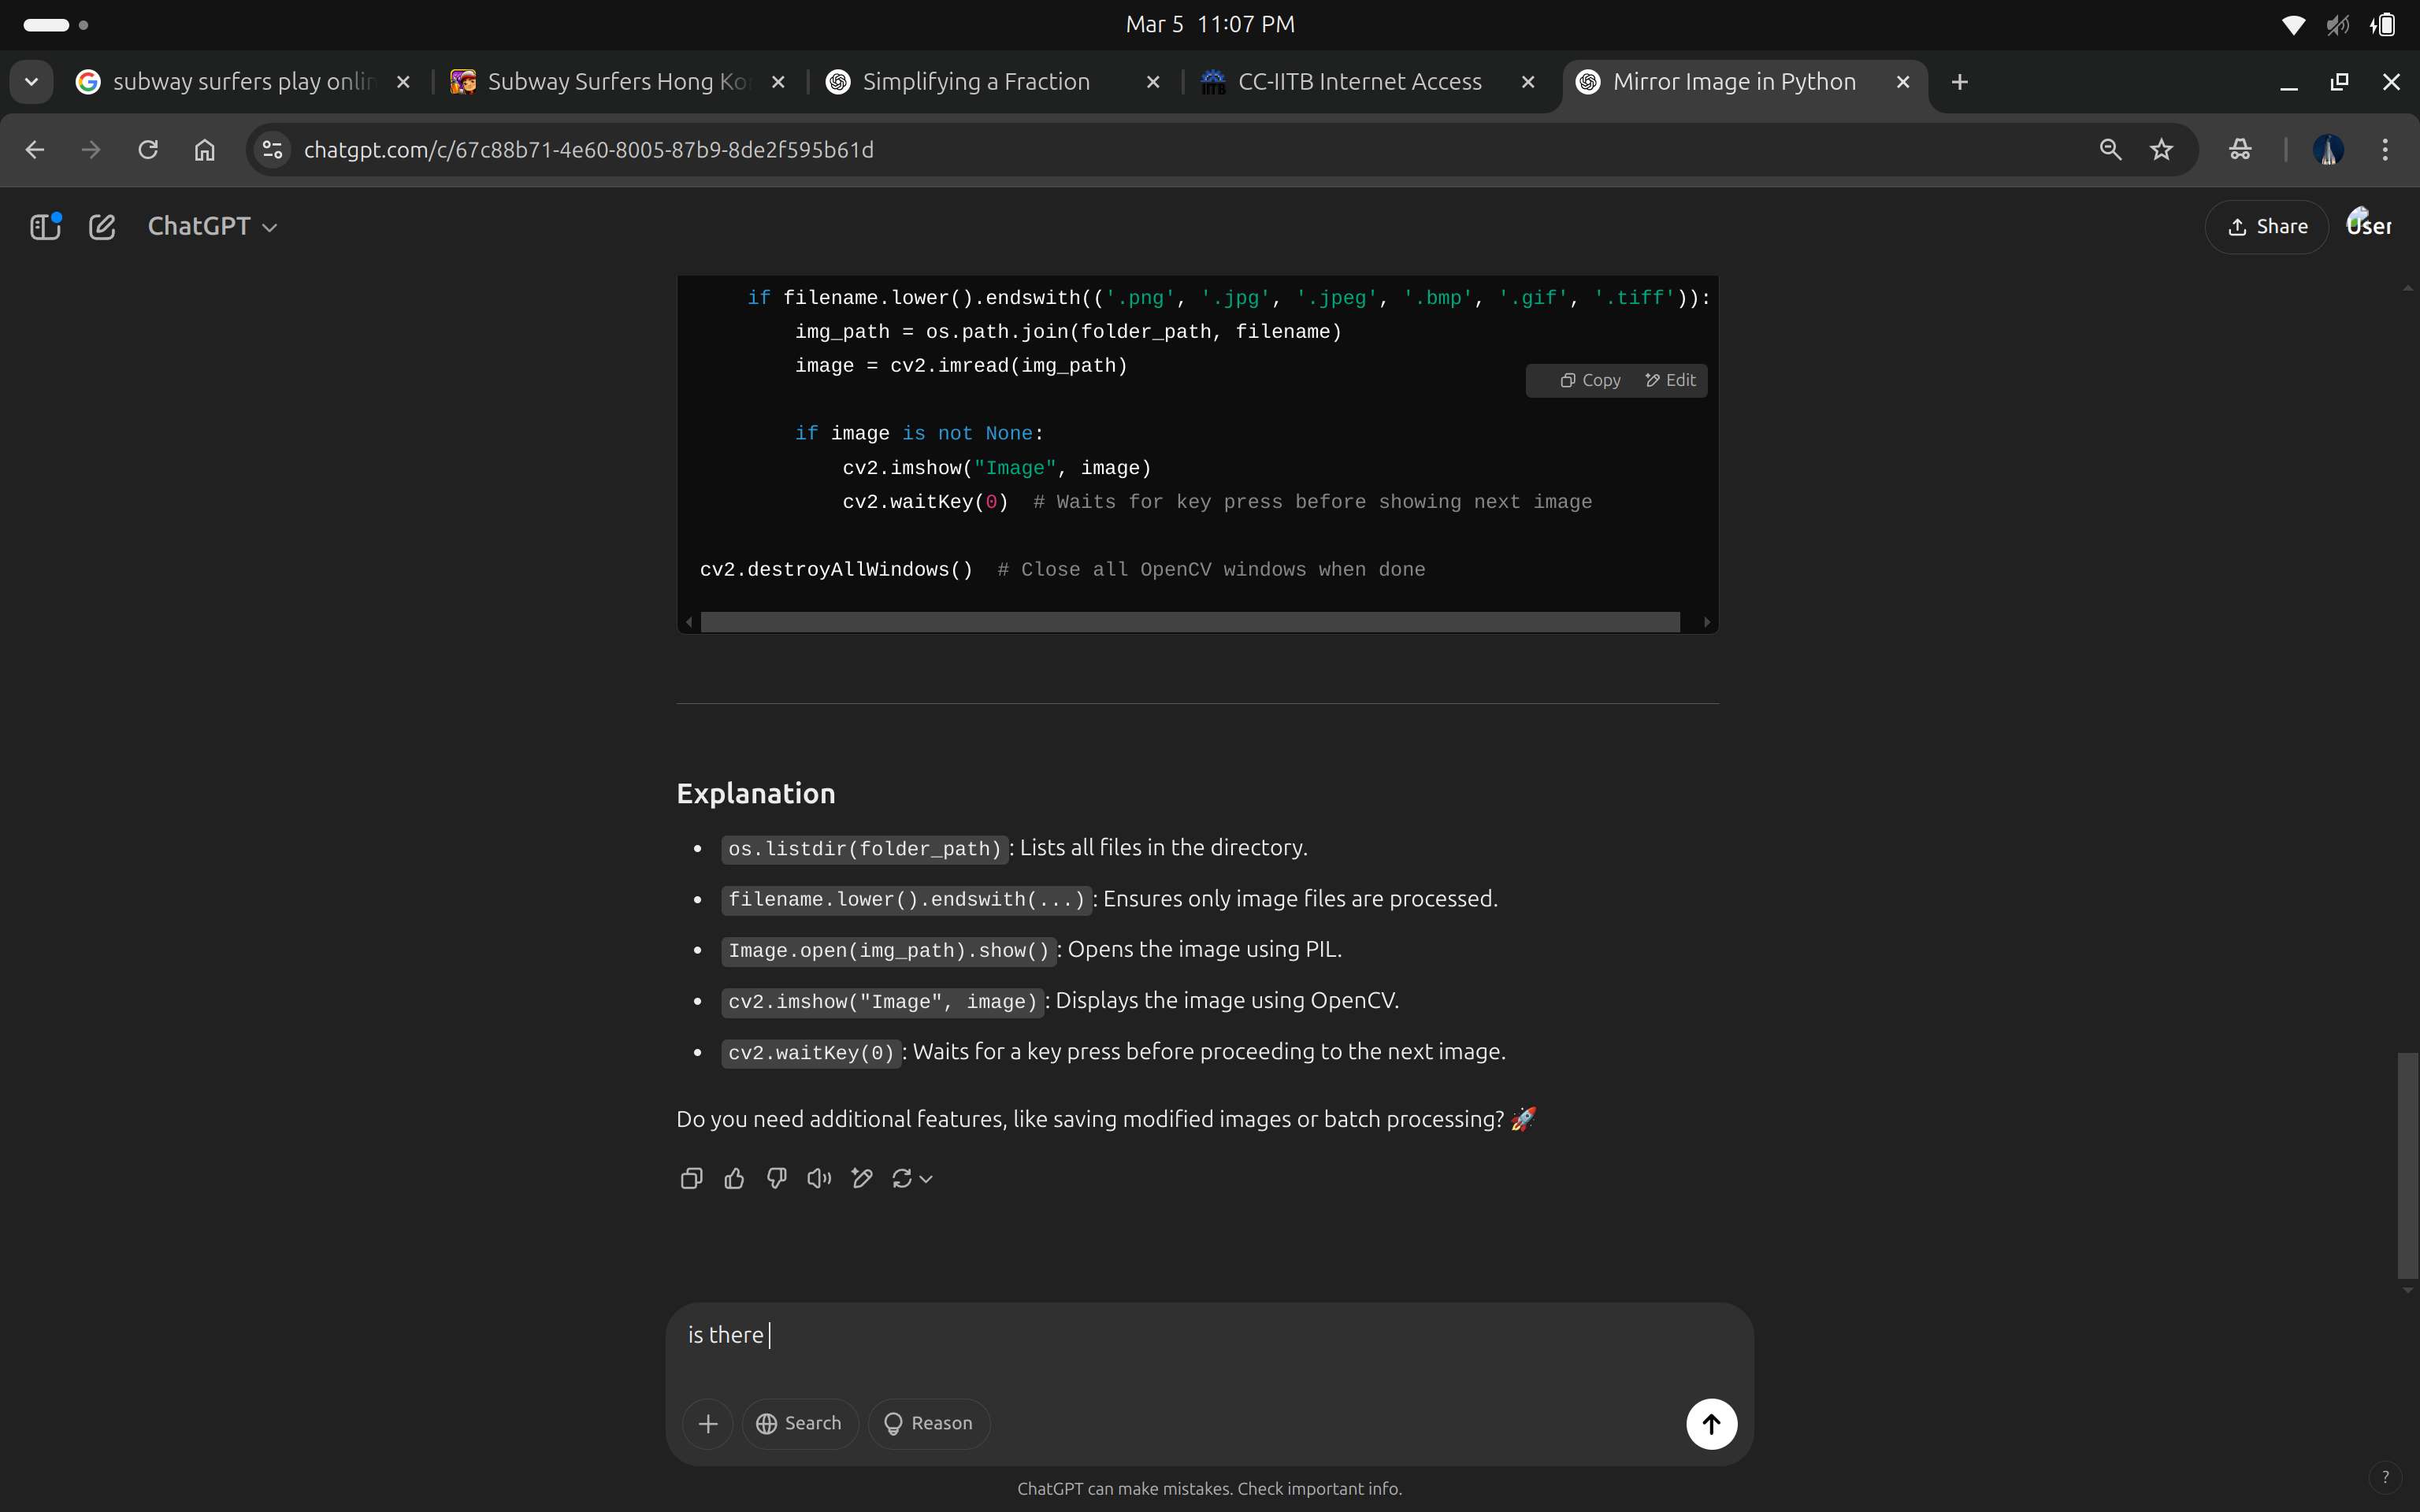 Mar 5 11:07 PM
subway surfers play onlin
Subway Surfers Hong Ko
Simplifying a Fraction
CC-IITB Internet Access
Mirror Image in Python
chatgpt.com/c/67c88b71-4e60-8005-87b9-8de2f595b61d
ChatGPT
Share
User
if filename.lower().endswith(('.png', '.jpg', '.jpeg', '.bmp', '.gif', '.tiff')):
img_path = os.path.join(folder_path, filename)
image = cv2.imread(img_path)
Copy Edit
if image is not None:
cv2.imshow("Image", image)
cv2.waitKey(0)  # Waits for key press before showing next image
cv2.destroyAllWindows()  # Close all OpenCV windows when done
Explanation
os.listdir(folder_path): Lists all files in the directory.
filename.lower().endswith(...): Ensures only image files are processed.
Image.open(img_path).show(): Opens the image using PIL.
cv2.imshow("Image", image): Displays the image using OpenCV.
cv2.waitKey(0): Waits for a key press before proceeding to the next image.
Do you need additional features, like saving modified images or batch processing? 🚀
is there
Search
Reason
ChatGPT can make mistakes. Check important info.
?